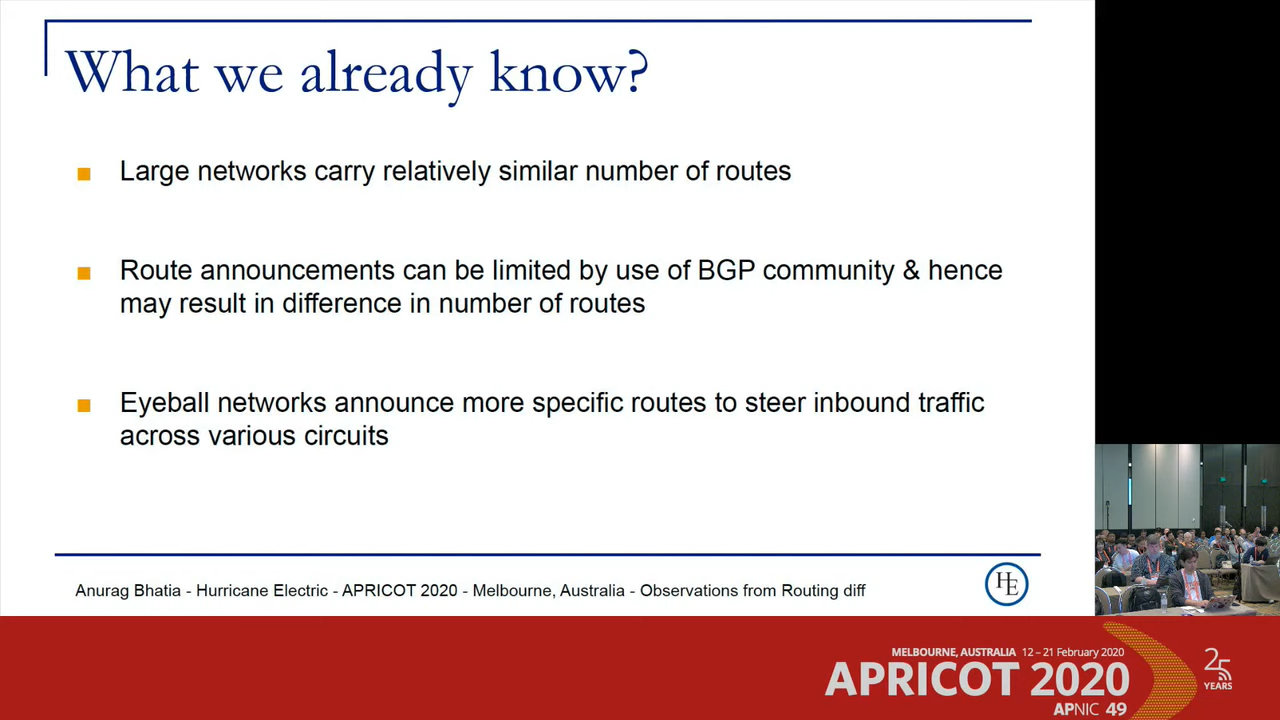 What we already know?
Large networks carry relatively similar number of routes
Route announcements can be limited by use of BGP community & hence
may result in difference in number of routes
Eyeball networks announce more specific routes to steer inbound traffic
across various circuits
Anurag Bhatia - Hurricane Electric - APRICOT 2020 - Melbourne, Australia - Observations from Routing diff
HE
MELBOURNE, AUSTRALIA 12 – 21 February 2020
APRICOT 2020
APNIC 49
25
YEARS